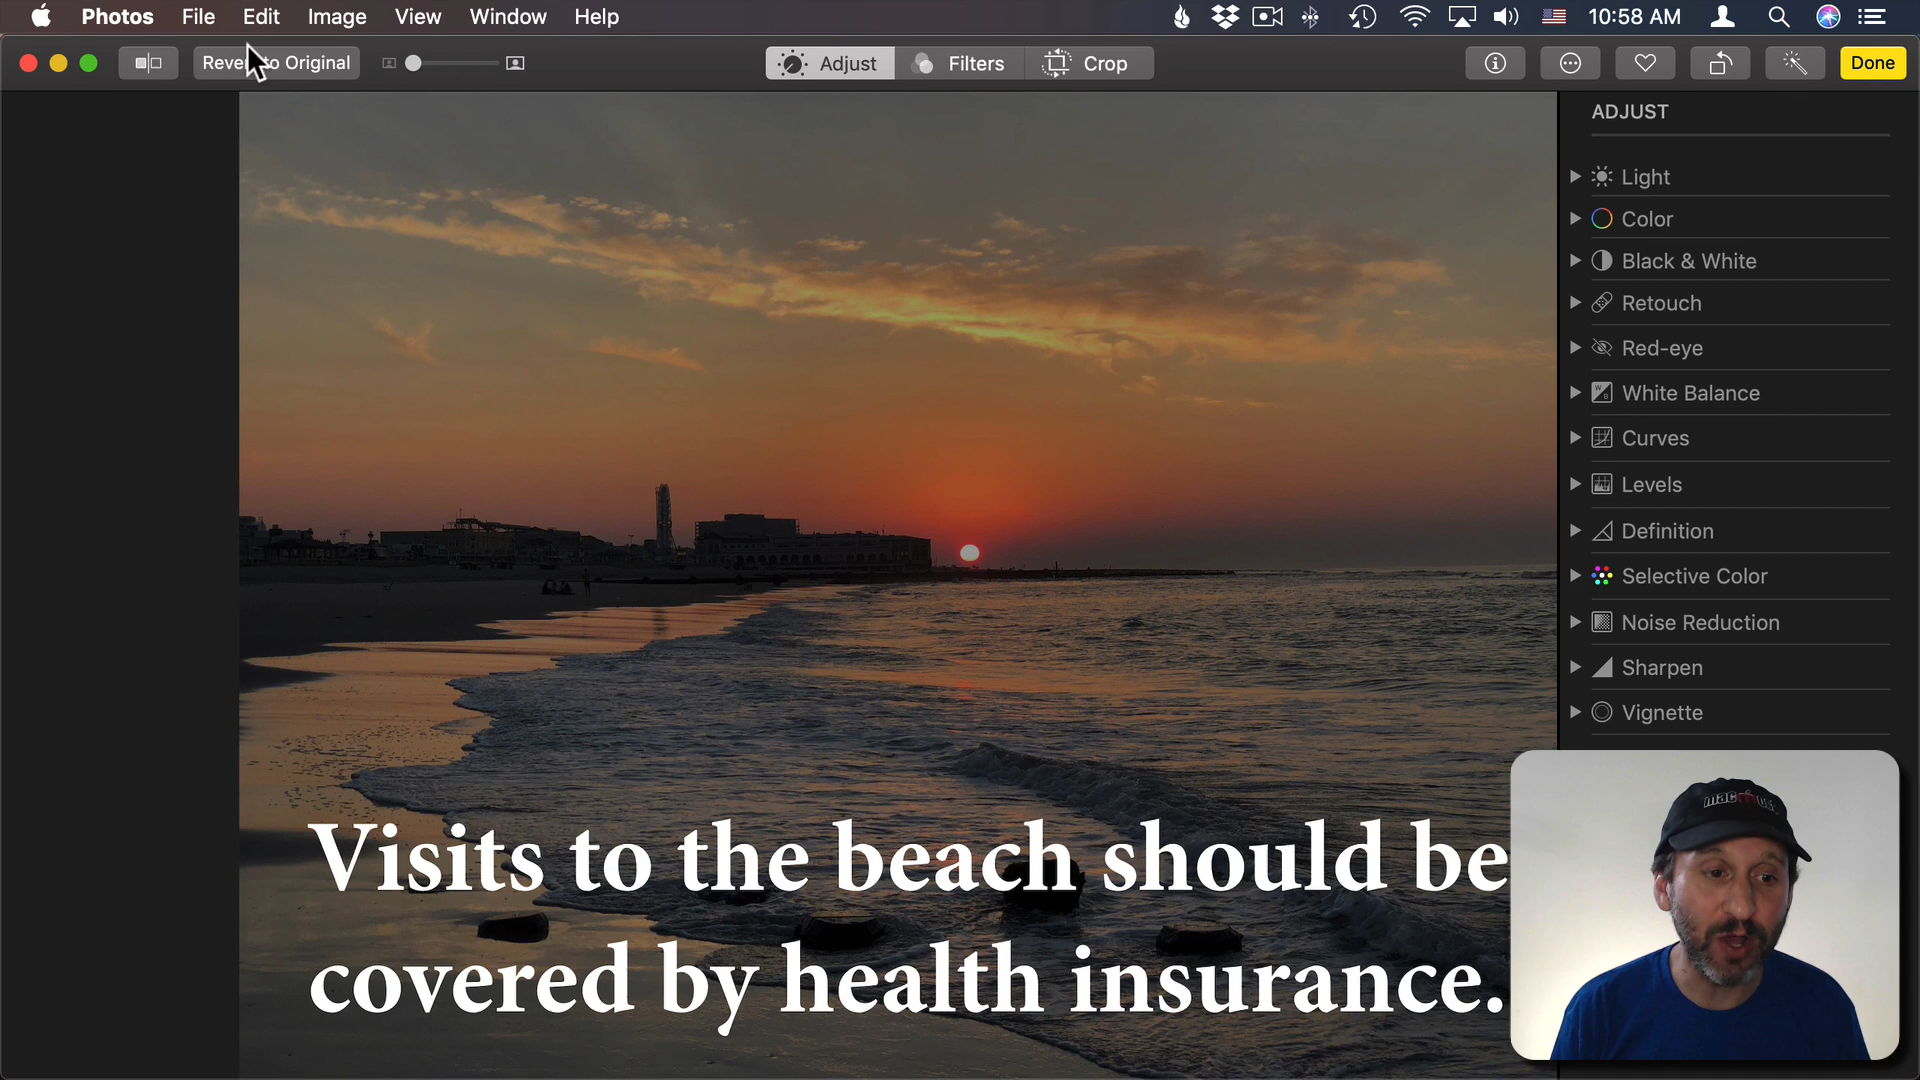 Photos File Edit Image View Window Help 10:58 AM
Revert to Original Adjust Filters Crop Done
ADJUST
Light
Color
Black & White
Retouch
Red-eye
White Balance
Curves
Levels
Definition
Selective Color
Noise Reduction
Sharpen
Vignette
Visits to the beach should be
covered by health insurance.